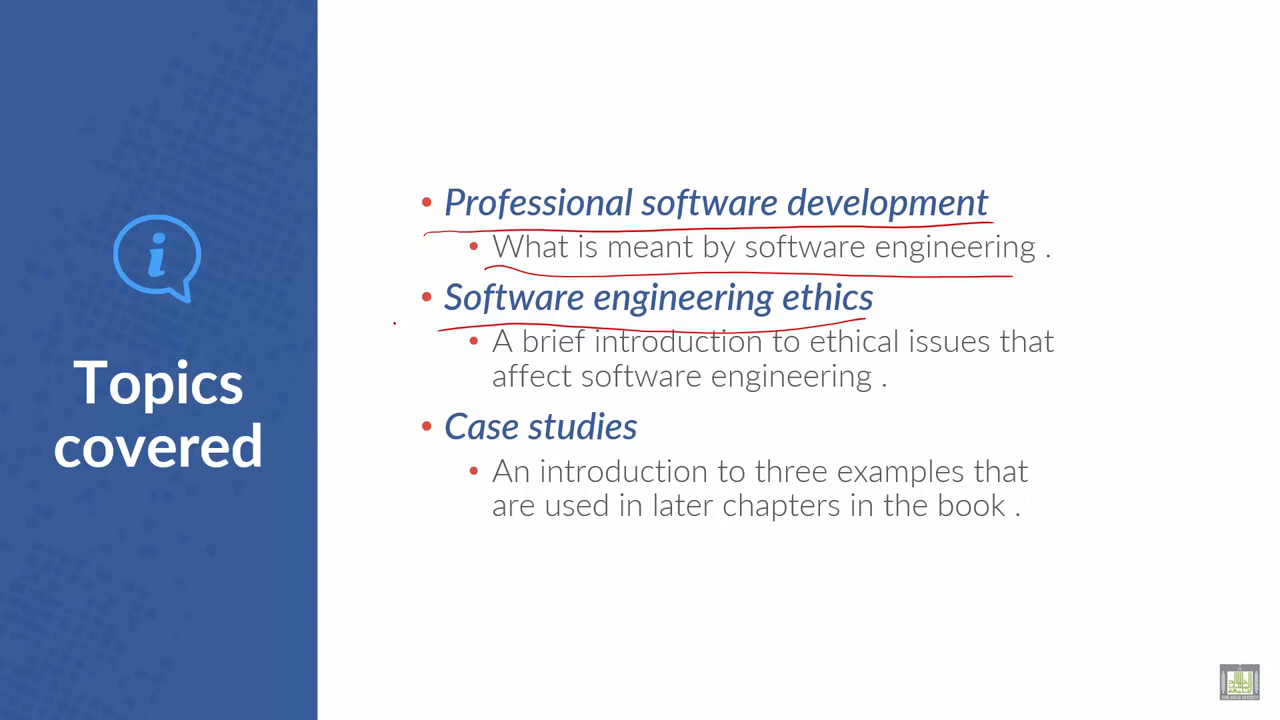 Topics
covered
• Professional software development
• What is meant by software engineering .
• Software engineering ethics
• A brief introduction to ethical issues that
affect software engineering .
• Case studies
• An introduction to three examples that
are used in later chapters in the book .